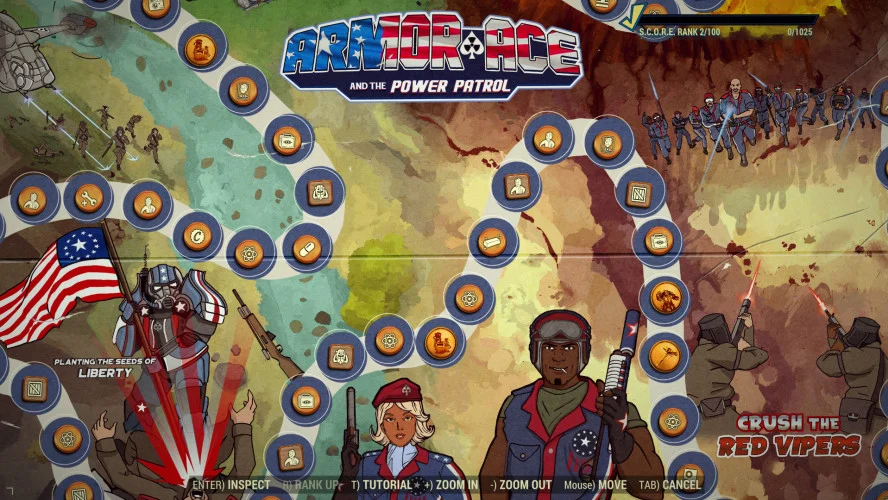 ARMOR ACE
AND THE POWER PATROL
S.C.O.R.E. RANK 2/100 0/1025
PLANTING THE SEEDS OF
LIBERTY
CRUSH THE
RED VIPERS
ENTER) INSPECT R) RANK UP T) TUTORIAL +) ZOOM IN -) ZOOM OUT Mouse) MOVE TAB) CANCEL